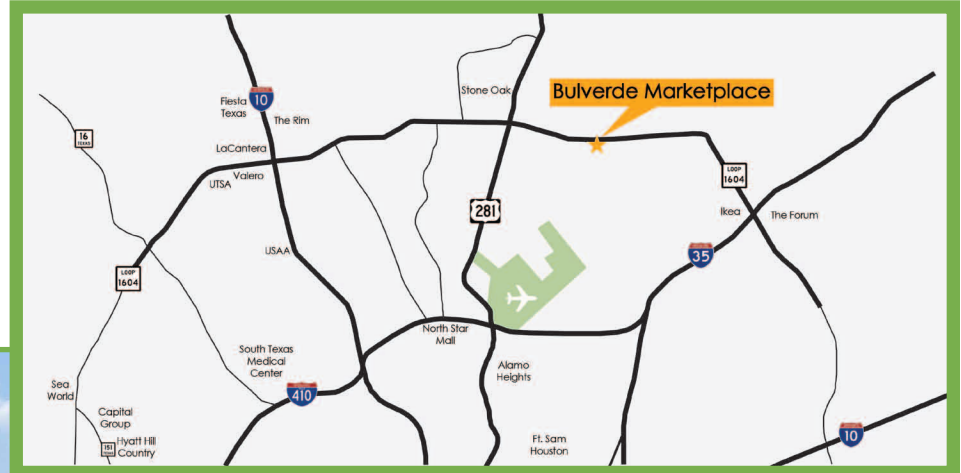 Bulverde Marketplace
Stone Oak
Fiesta
Texas
10
The Rim
16
TEXAS
LaCantera
Valero
UTSA
LOOP
1604
281
Ikea
The Forum
USAA
35
LOOP
1604
North Star
Mall
South Texas
Medical
Center
Alamo
Heights
410
Sea
World
Capital
Group
151
Hyatt Hill
Country
Ft. Sam
Houston
10